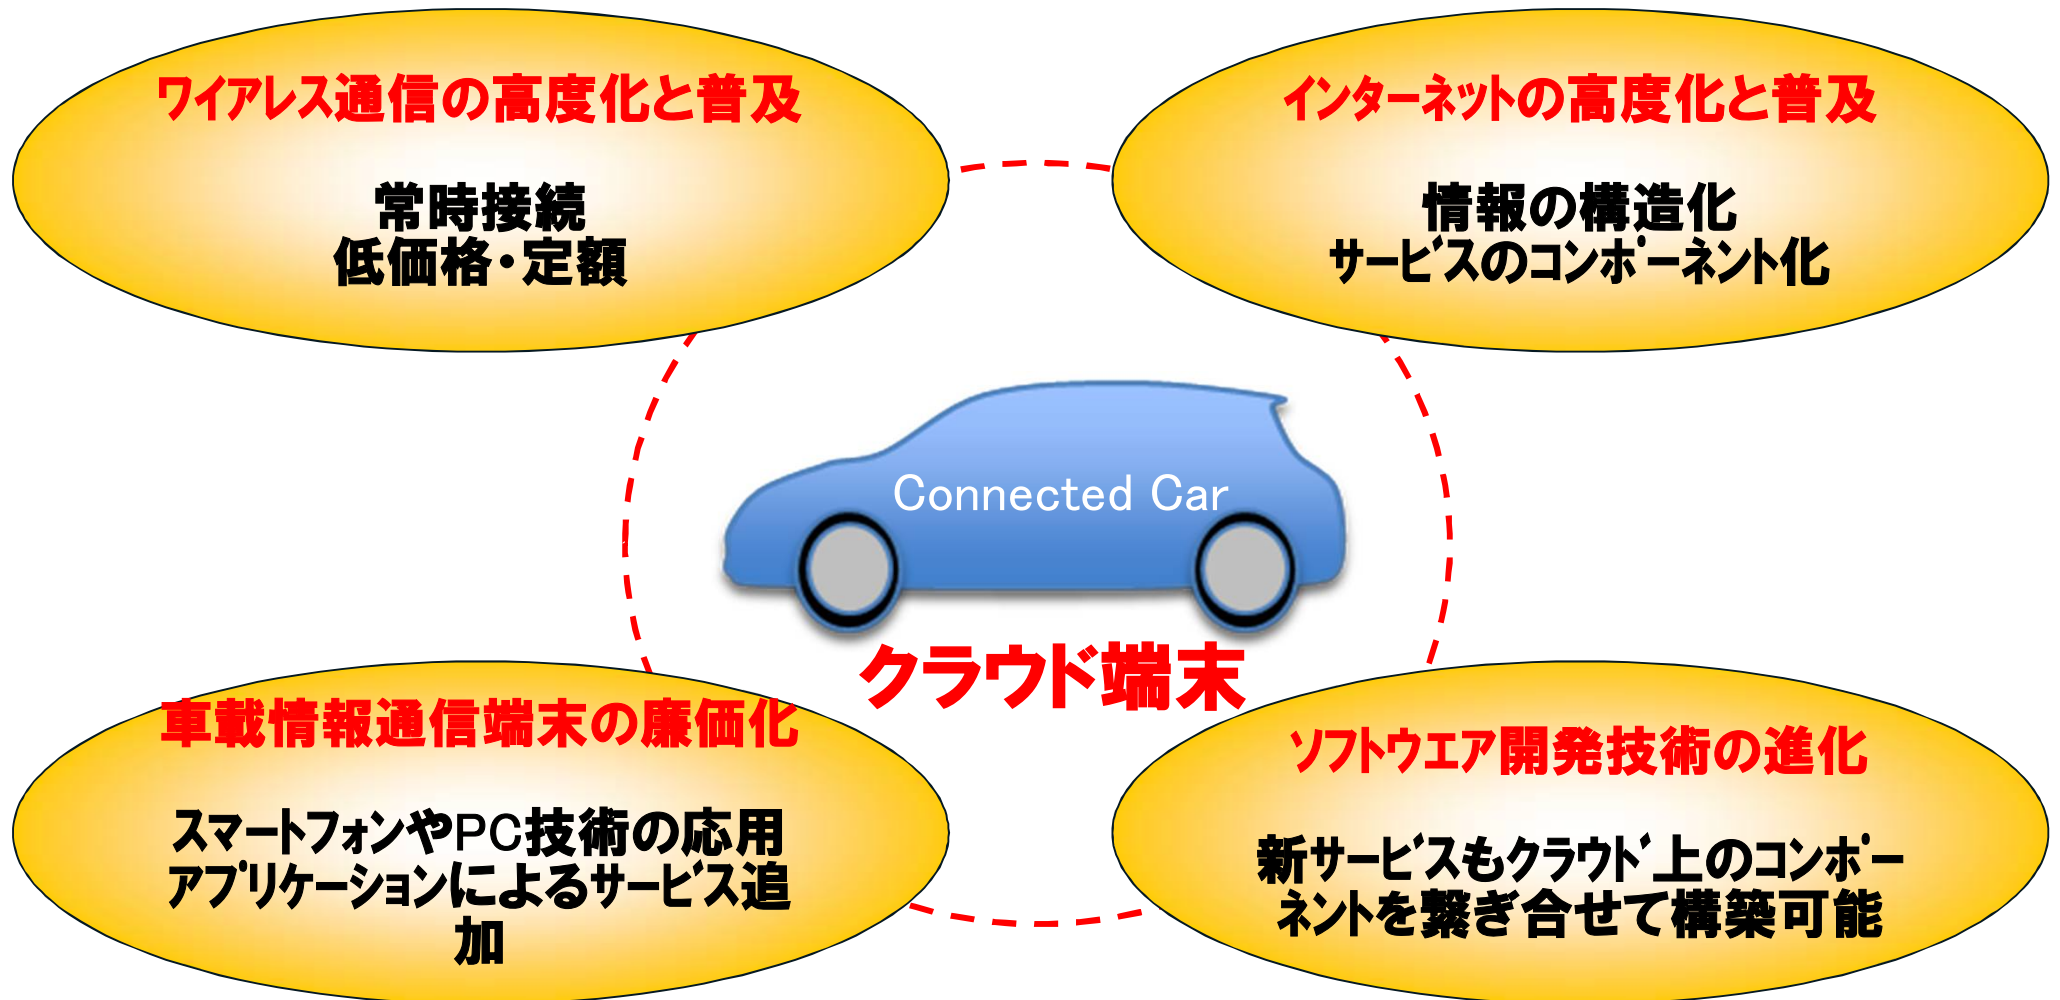 ワイアレス通信の高度化と普及
常時接続
低価格・定額
インターネットの高度化と普及
情報の構造化
サービスのコンポーネント化
Connected Car
クラウド端末
車載情報通信端末の廉価化
スマートフォンやPC技術の応用
アプリケーションによるサービス追
加
ソフトウエア開発技術の進化
新サービスもクラウド上のコンポー
ネントを繋ぎ合せて構築可能